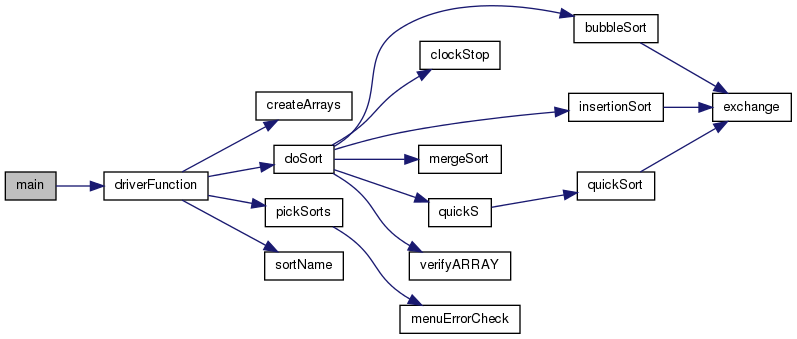 bubbleSort
clockStop
createArrays
insertionSort
exchange
doSort
mergeSort
main
driverFunction
quickSort
pickSorts
quickS
sortName
verifyARRAY
menuErrorCheck